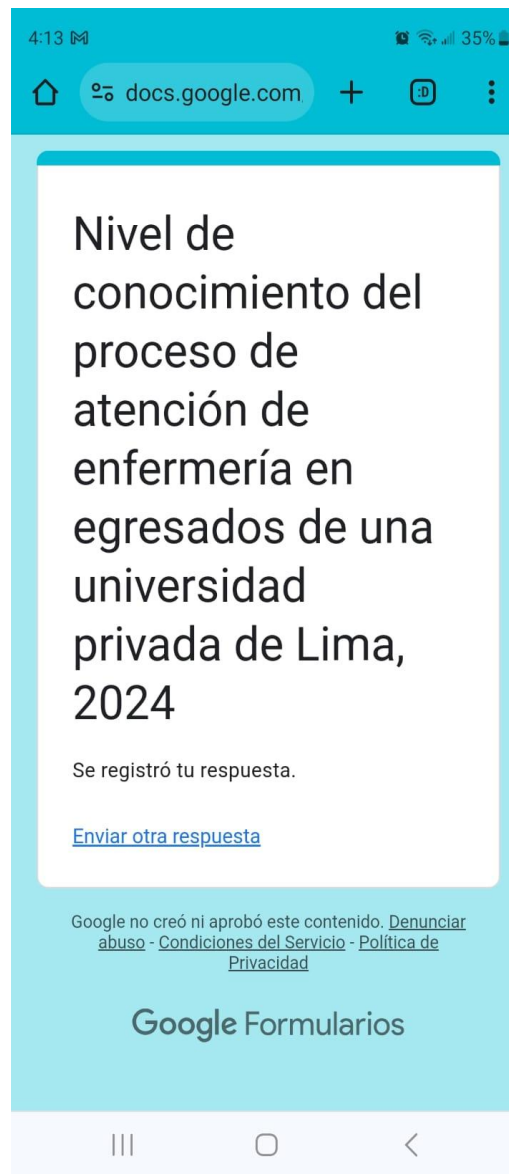 4:13 35%
docs.google.com
:D
Nivel de
conocimiento del
proceso de
atención de
enfermería en
egresados de una
universidad
privada de Lima,
2024
Se registró tu respuesta.
Enviar otra respuesta
Google no creó ni aprobó este contenido. Denunciar
abuso - Condiciones del Servicio - Política de
Privacidad
Google Formularios